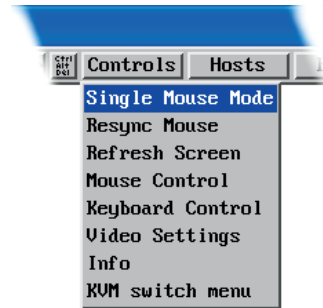 Ctrl Alt Del Controls Hosts
Single Mouse Mode
Resync Mouse
Refresh Screen
Mouse Control
Keyboard Control
Video Settings
Info
KVM switch menu